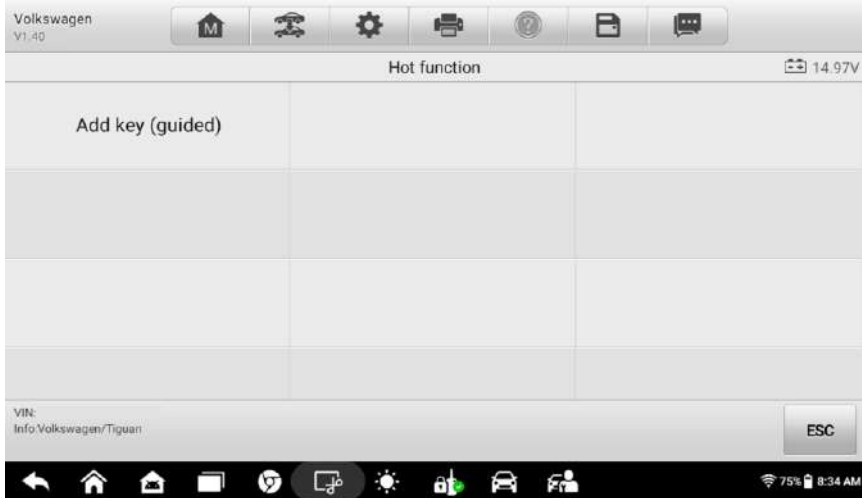 Volkswagen
V1.40
M
Hot function
14.97V
Add key (guided)
VIN:
Info:Volkswagen/Tiguan
ESC
75% 8:34 AM